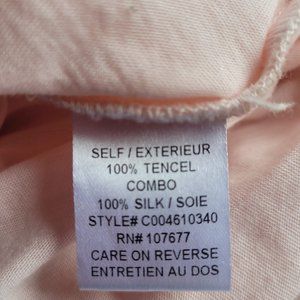 SELF / EXTERIEUR
100% TENCEL
COMBO
100% SILK / SOIE
STYLE# C004610340
RN# 107677
CARE ON REVERSE
ENTRETIEN AU DOS